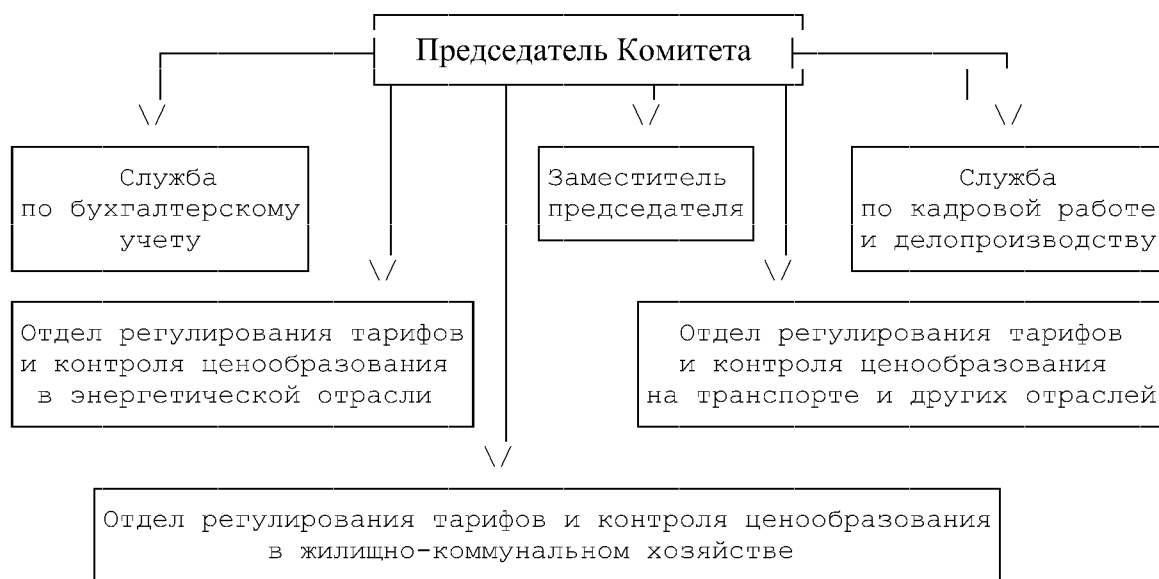 Председатель Комитета
Служба
по бухгалтерскому
учету
Заместитель
председателя
Служба
по кадровой работе
и делопроизводству
Отдел регулирования тарифов
и контроля ценообразования
в энергетической отрасли
Отдел регулирования тарифов
и контроля ценообразования
на транспорте и других отраслей
Отдел регулирования тарифов и контроля ценообразования
в жилищно-коммунальном хозяйстве